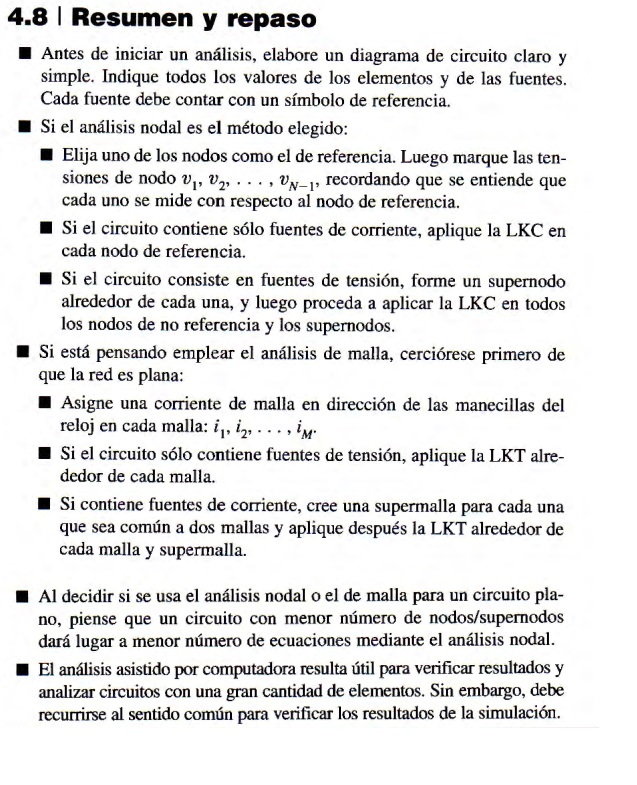 4.8 | Resumen y repaso
■ Antes de iniciar un análisis, elabore un diagrama de circuito claro y
simple. Indique todos los valores de los elementos y de las fuentes.
Cada fuente debe contar con un símbolo de referencia.
■ Si el análisis nodal es el método elegido:
■ Elija uno de los nodos como el de referencia. Luego marque las ten-
siones de nodo v₁, v₂, . . . , v_{N−1}, recordando que se entiende que
cada uno se mide con respecto al nodo de referencia.
■ Si el circuito contiene sólo fuentes de corriente, aplique la LKC en
cada nodo de referencia.
■ Si el circuito consiste en fuentes de tensión, forme un supernodo
alrededor de cada una, y luego proceda a aplicar la LKC en todos
los nodos de no referencia y los supernodos.
■ Si está pensando emplear el análisis de malla, cerciórese primero de
que la red es plana:
■ Asigne una corriente de malla en dirección de las manecillas del
reloj en cada malla: i₁, i₂, . . . , i_M.
■ Si el circuito sólo contiene fuentes de tensión, aplique la LKT alre-
dedor de cada malla.
■ Si contiene fuentes de corriente, cree una supermalla para cada una
que sea común a dos mallas y aplique después la LKT alrededor de
cada malla y supermalla.
■ Al decidir si se usa el análisis nodal o el de malla para un circuito pla-
no, piense que un circuito con menor número de nodos/supernodos
dará lugar a menor número de ecuaciones mediante el análisis nodal.
■ El análisis asistido por computadora resulta útil para verificar resultados y
analizar circuitos con una gran cantidad de elementos. Sin embargo, debe
recurrirse al sentido común para verificar los resultados de la simulación.